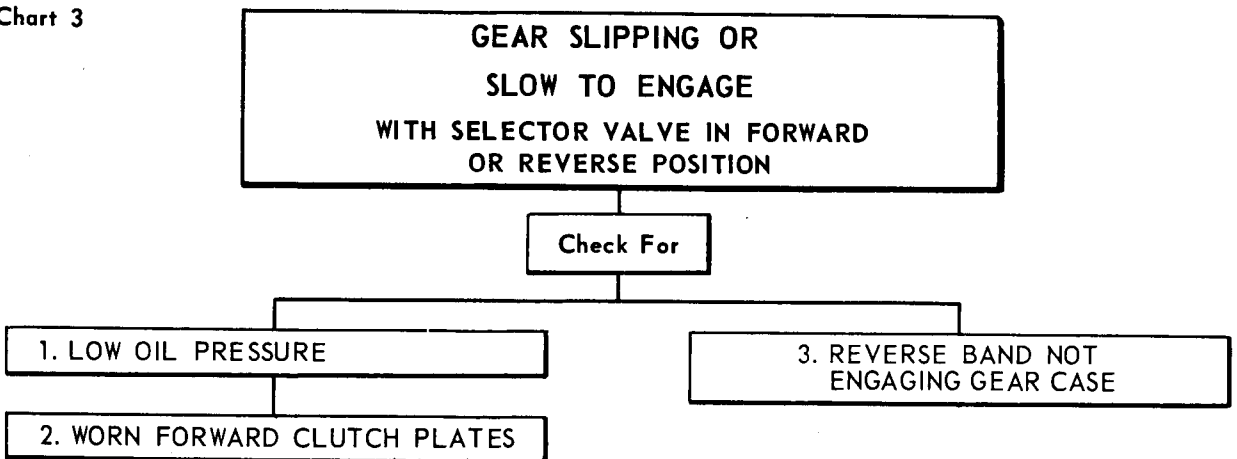 Chart 3
GEAR SLIPPING OR
SLOW TO ENGAGE
WITH SELECTOR VALVE IN FORWARD
OR REVERSE POSITION
Check For
1. LOW OIL PRESSURE
2. WORN FORWARD CLUTCH PLATES
3. REVERSE BAND NOT
ENGAGING GEAR CASE